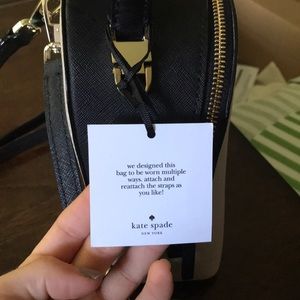 we designed this
bag to be worn multiple
ways. attach and
reattach the straps as
you like!
kate spade
NEW YORK